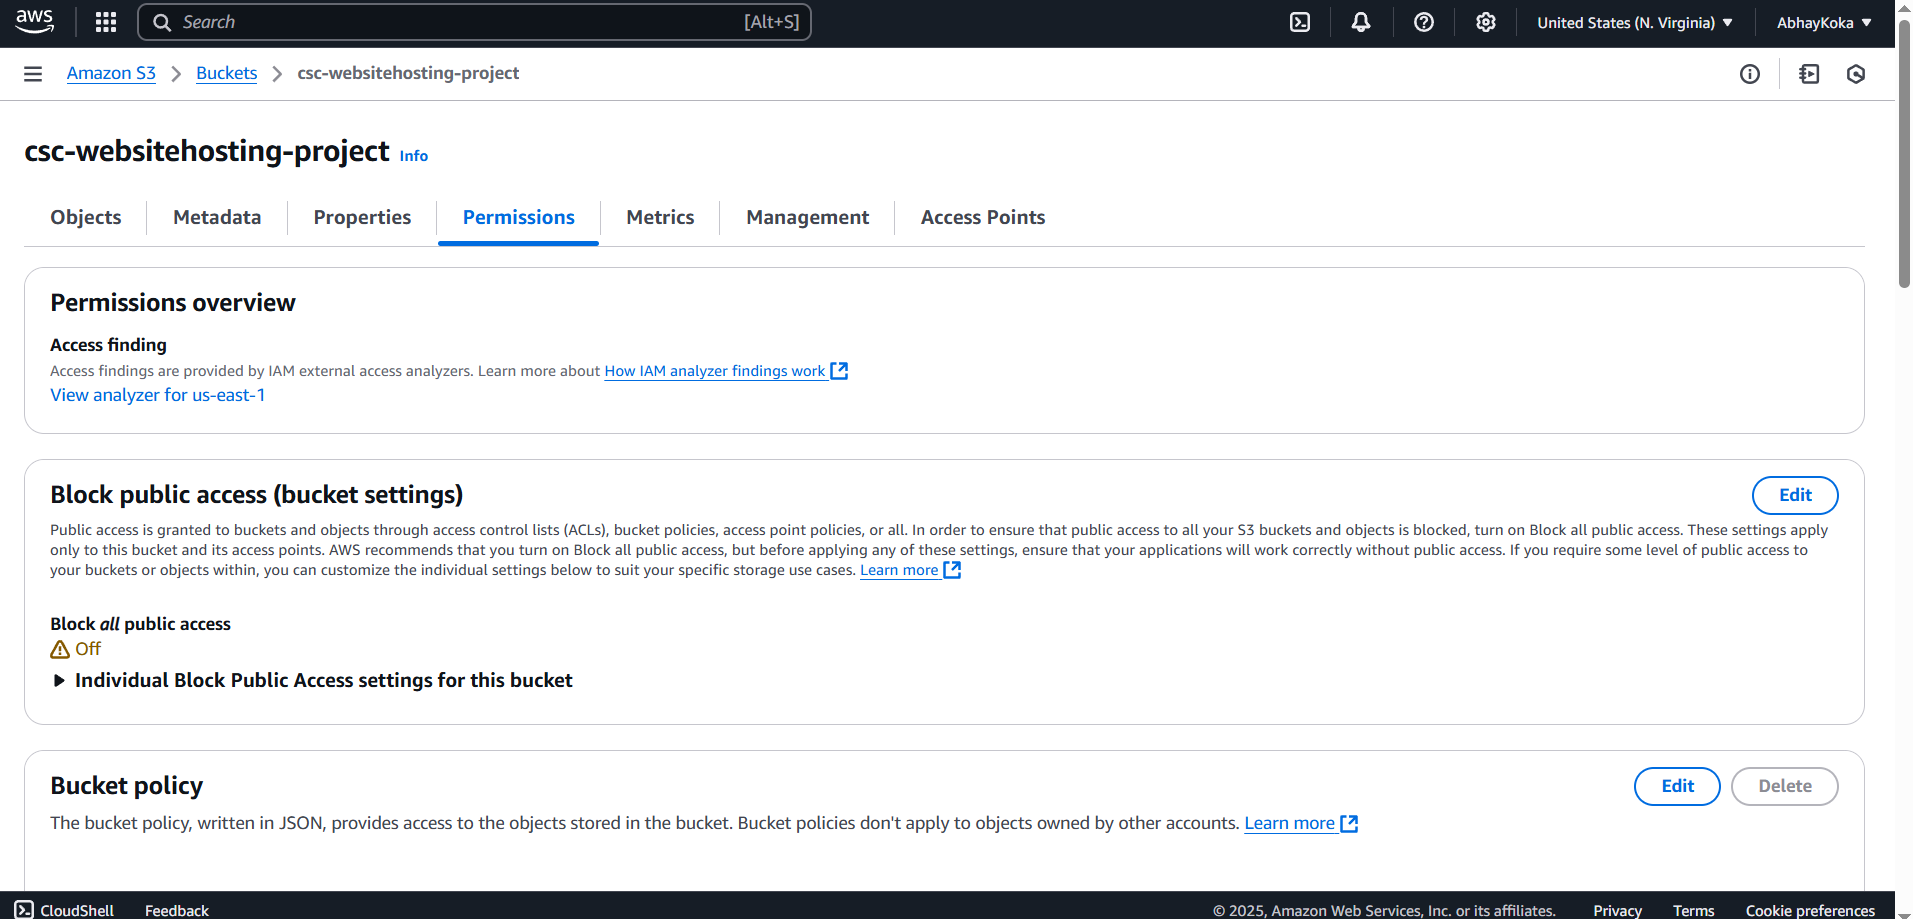 aws Search [Alt+S] United States (N. Virginia) AbhayKoka
Amazon S3 Buckets csc-websitehosting-project
csc-websitehosting-project Info
Objects Metadata Properties Permissions Metrics Management Access Points
Permissions overview
Access finding
Access findings are provided by IAM external access analyzers. Learn more about How IAM analyzer findings work
View analyzer for us-east-1
Block public access (bucket settings) Edit
Public access is granted to buckets and objects through access control lists (ACLs), bucket policies, access point policies, or all. In order to ensure that public access to all your S3 buckets and objects is blocked, turn on Block all public access. These settings apply
only to this bucket and its access points. AWS recommends that you turn on Block all public access, but before applying any of these settings, ensure that your applications will work correctly without public access. If you require some level of public access to
your buckets or objects within, you can customize the individual settings below to suit your specific storage use cases. Learn more
Block all public access
Off
Individual Block Public Access settings for this bucket
Bucket policy Edit Delete
The bucket policy, written in JSON, provides access to the objects stored in the bucket. Bucket policies don't apply to objects owned by other accounts. Learn more
CloudShell Feedback © 2025, Amazon Web Services, Inc. or its affiliates. Privacy Terms Cookie preferences